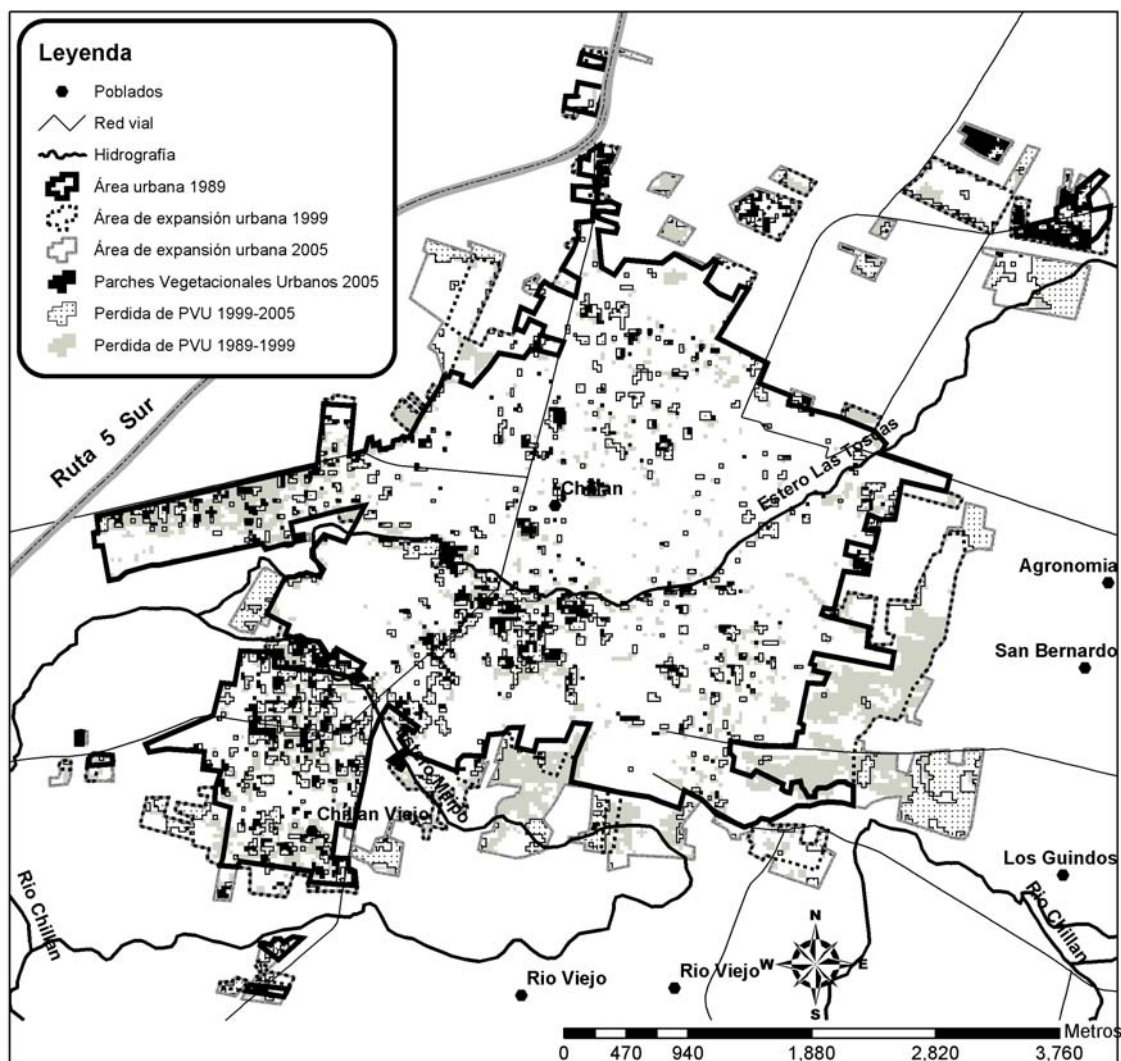 Leyenda
Poblados
Red vial
Hidrografía
Área urbana 1989
Área de expansión urbana 1999
Área de expansión urbana 2005
Parches Vegetacionales Urbanos 2005
Perdida de PVU 1999-2005
Perdida de PVU 1989-1999
Ruta 5 Sur
Chillan
Estero Las Toscas
Agronomia
San Bernardo
Estero Maipo
Chillan Viejo
Los Guindos
Rio Chillan
Rio Chillan
Rio Viejo
Rio Viejo
N
W
E
S
Metros
0 470 940 1,880 2,820 3,760